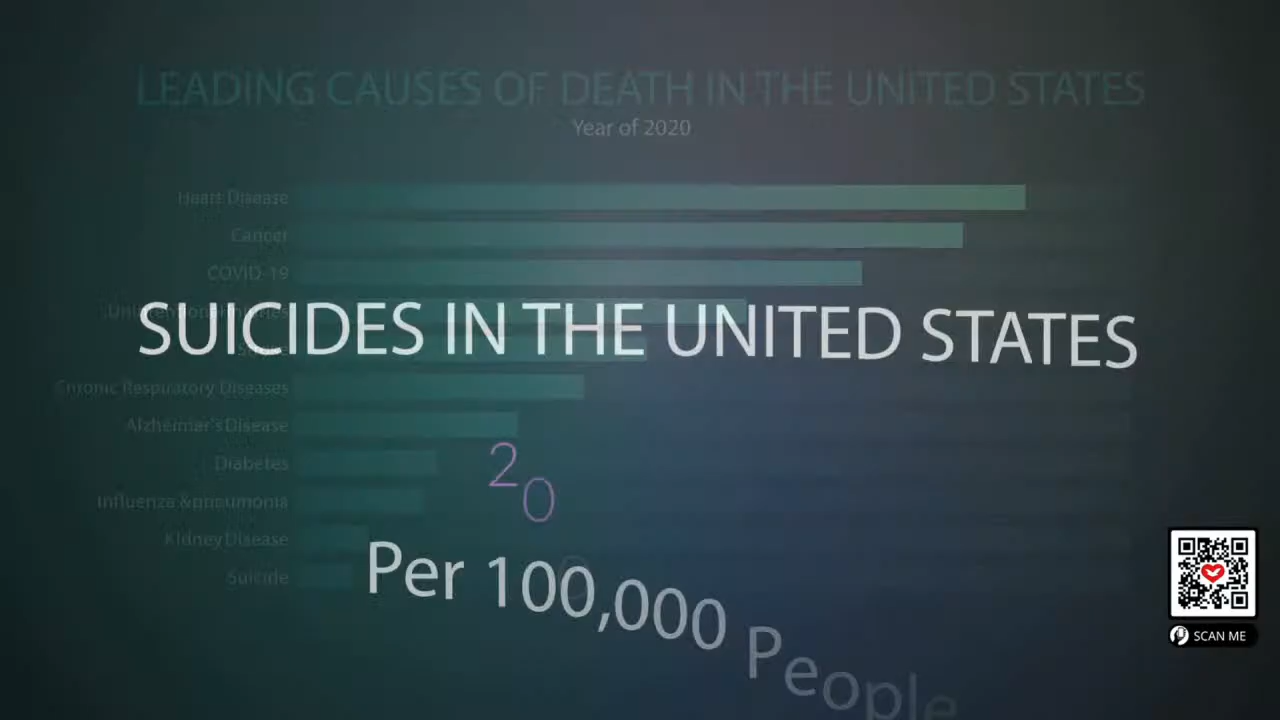 LEADING CAUSES OF DEATH IN THE UNITED STATES
Year of 2020
Heart Disease
Cancer
COVID-19
SUICIDES IN THE UNITED STATES
Chronic Respiratory Diseases
Alzheimer's Disease
Diabetes
20
Influenza &pneumonia
Kidney Disease
Suicide
Per 100,000 People
SCAN ME